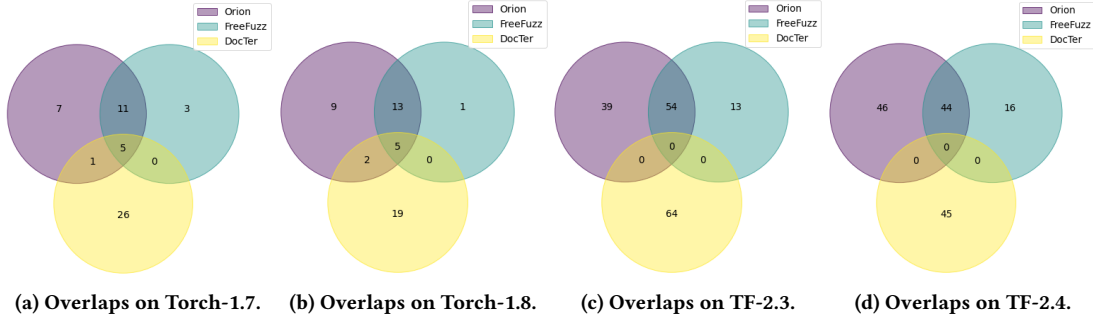 Orion
FreeFuzz
DocTer
7
11
3
5
1
0
26
(a) Overlaps on Torch-1.7.
Orion
FreeFuzz
DocTer
9
13
1
5
2
0
19
(b) Overlaps on Torch-1.8.
Orion
FreeFuzz
DocTer
39
54
13
0
0
0
64
(c) Overlaps on TF-2.3.
Orion
FreeFuzz
DocTer
46
44
16
0
0
0
45
(d) Overlaps on TF-2.4.